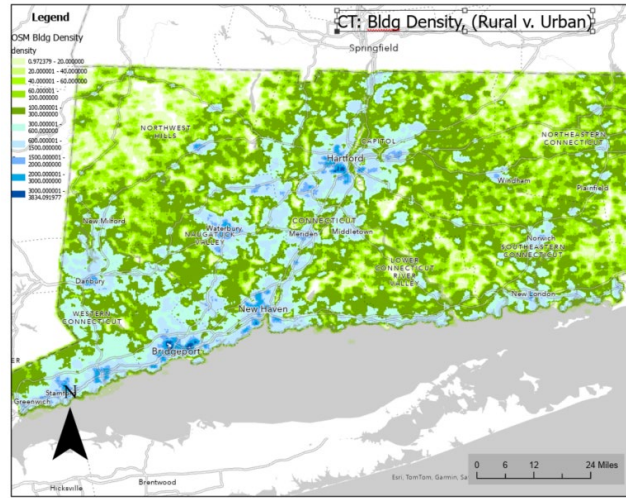 Legend
CT: Bldg Density, (Rural v. Urban)
OSM Bldg Density
density
0.972379 - 20.000000
20.000001 - 40.000000
40.000001 - 60.000000
60.000001 -
100.000000
100.000001 -
300.000000
300.000001 -
600.000000
600.000001 -
1500.000000
1500.000001 -
2000.000000
2000.000001 -
3000.000000
3000.000001 -
3834.091977
Springfield
NORTHWEST
HILLS
CAPITOL
Hartford
NORTHEASTERN
CONNECTICUT
Windham
Plainfield
New Milford
Waterbury
NAUGATUCK
VALLEY
CONNECTICUT
Meriden
Middletown
Norwich
SOUTHEASTERN
CONNECTICUT
LOWER
CONNECTICUT
RIVER
VALLEY
Danbury
New London
WESTERN
CONNECTICUT
New Haven
ER
Bridgeport
Stamf
N
Greenwich
Hicksville
Brentwood
Esri, TomTom, Garmin, Sa
0 6 12 24 Miles